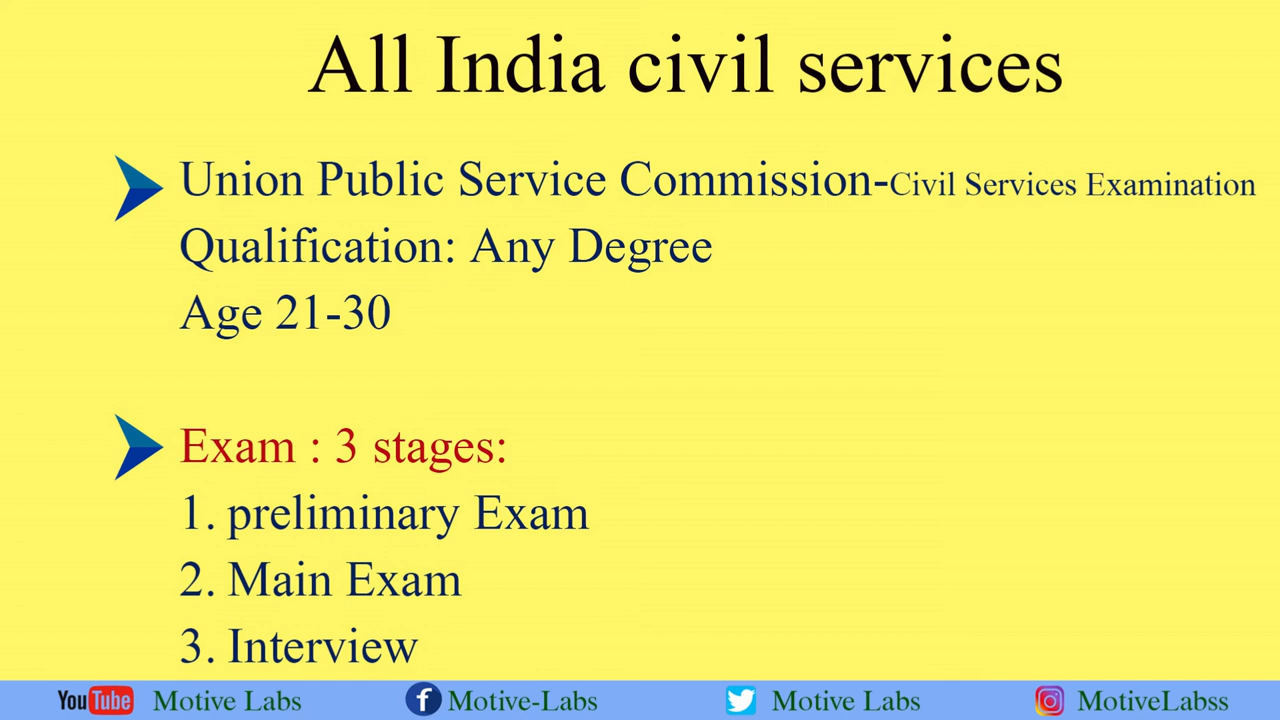 All India civil services
Union Public Service Commission-Civil Services Examination
Qualification: Any Degree
Age 21-30
Exam : 3 stages:
1. preliminary Exam
2. Main Exam
3. Interview
YouTube Motive Labs f Motive-Labs Motive Labs MotiveLabss